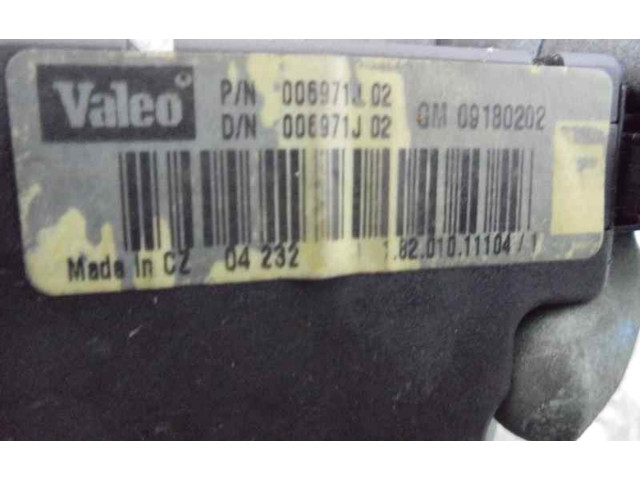 Valeo
P/N 006971J 02 GM 09180202
D/N 006971J 02
Made in CZ 04 232 1.82.010.11104/1